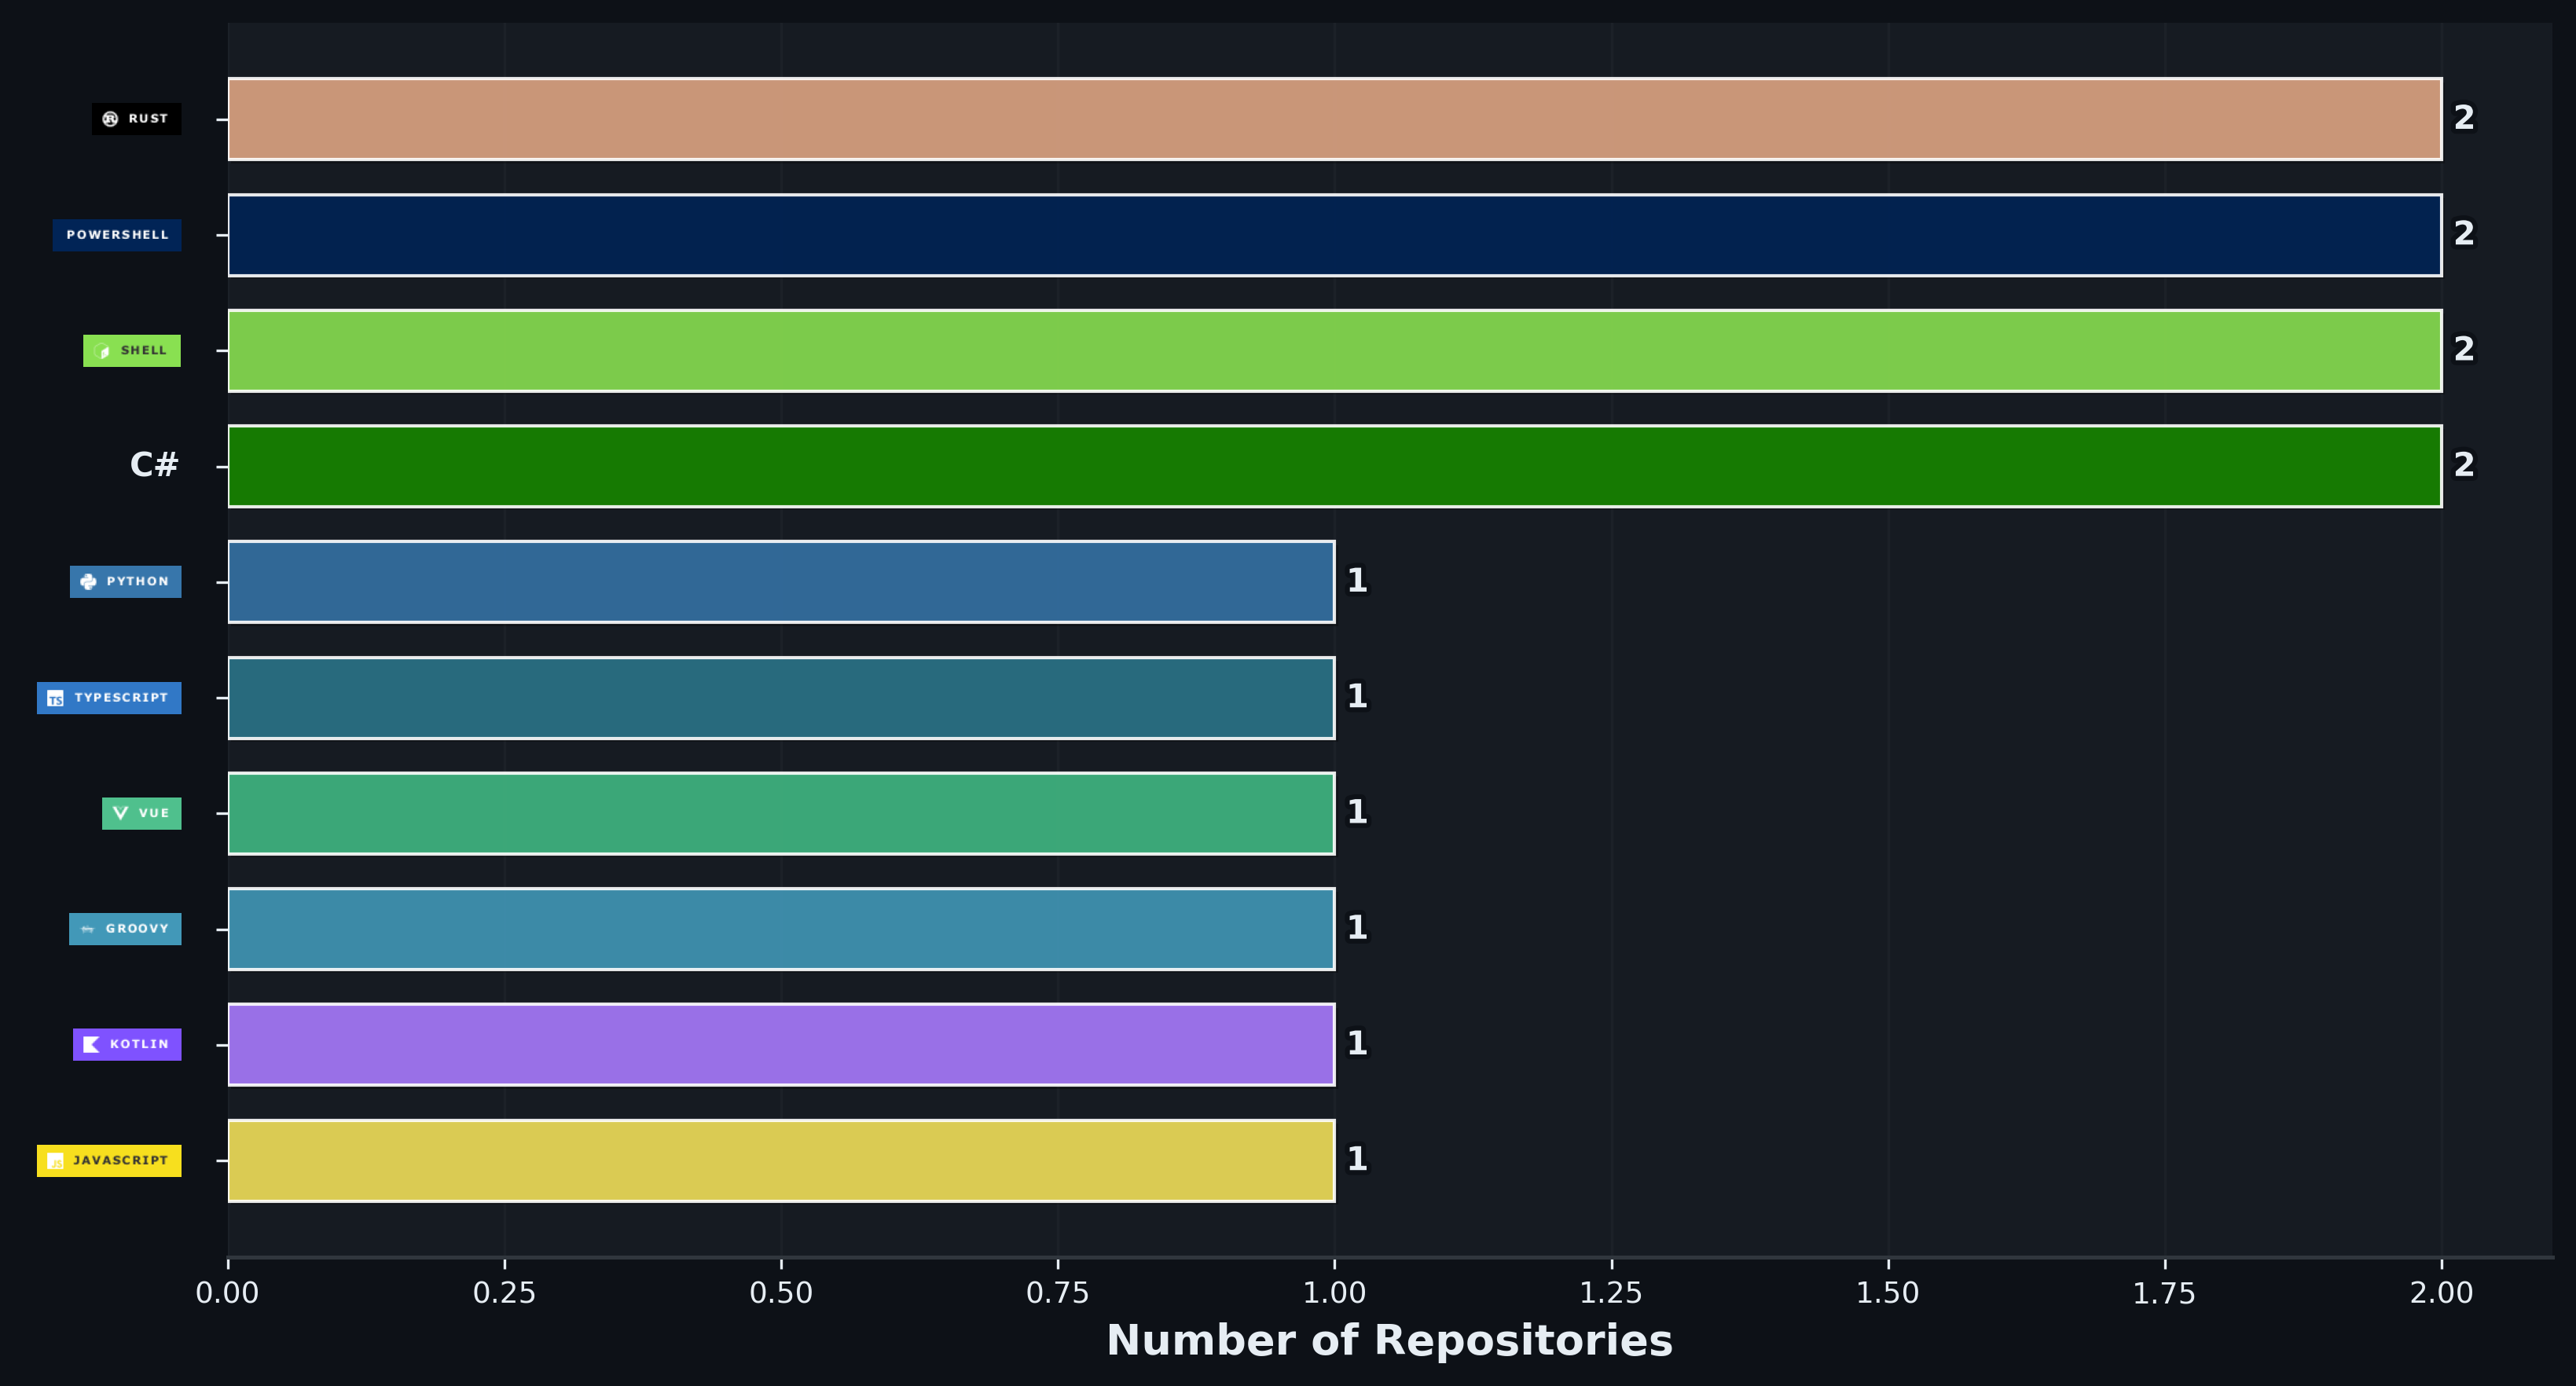 RUST
2
POWERSHELL
2
SHELL
2
C#
2
PYTHON
1
TS TYPESCRIPT
1
VUE
1
GROOVY
1
KOTLIN
1
JS JAVASCRIPT
1
0.00 0.25 0.50 0.75 1.00 1.25 1.50 1.75 2.00
Number of Repositories